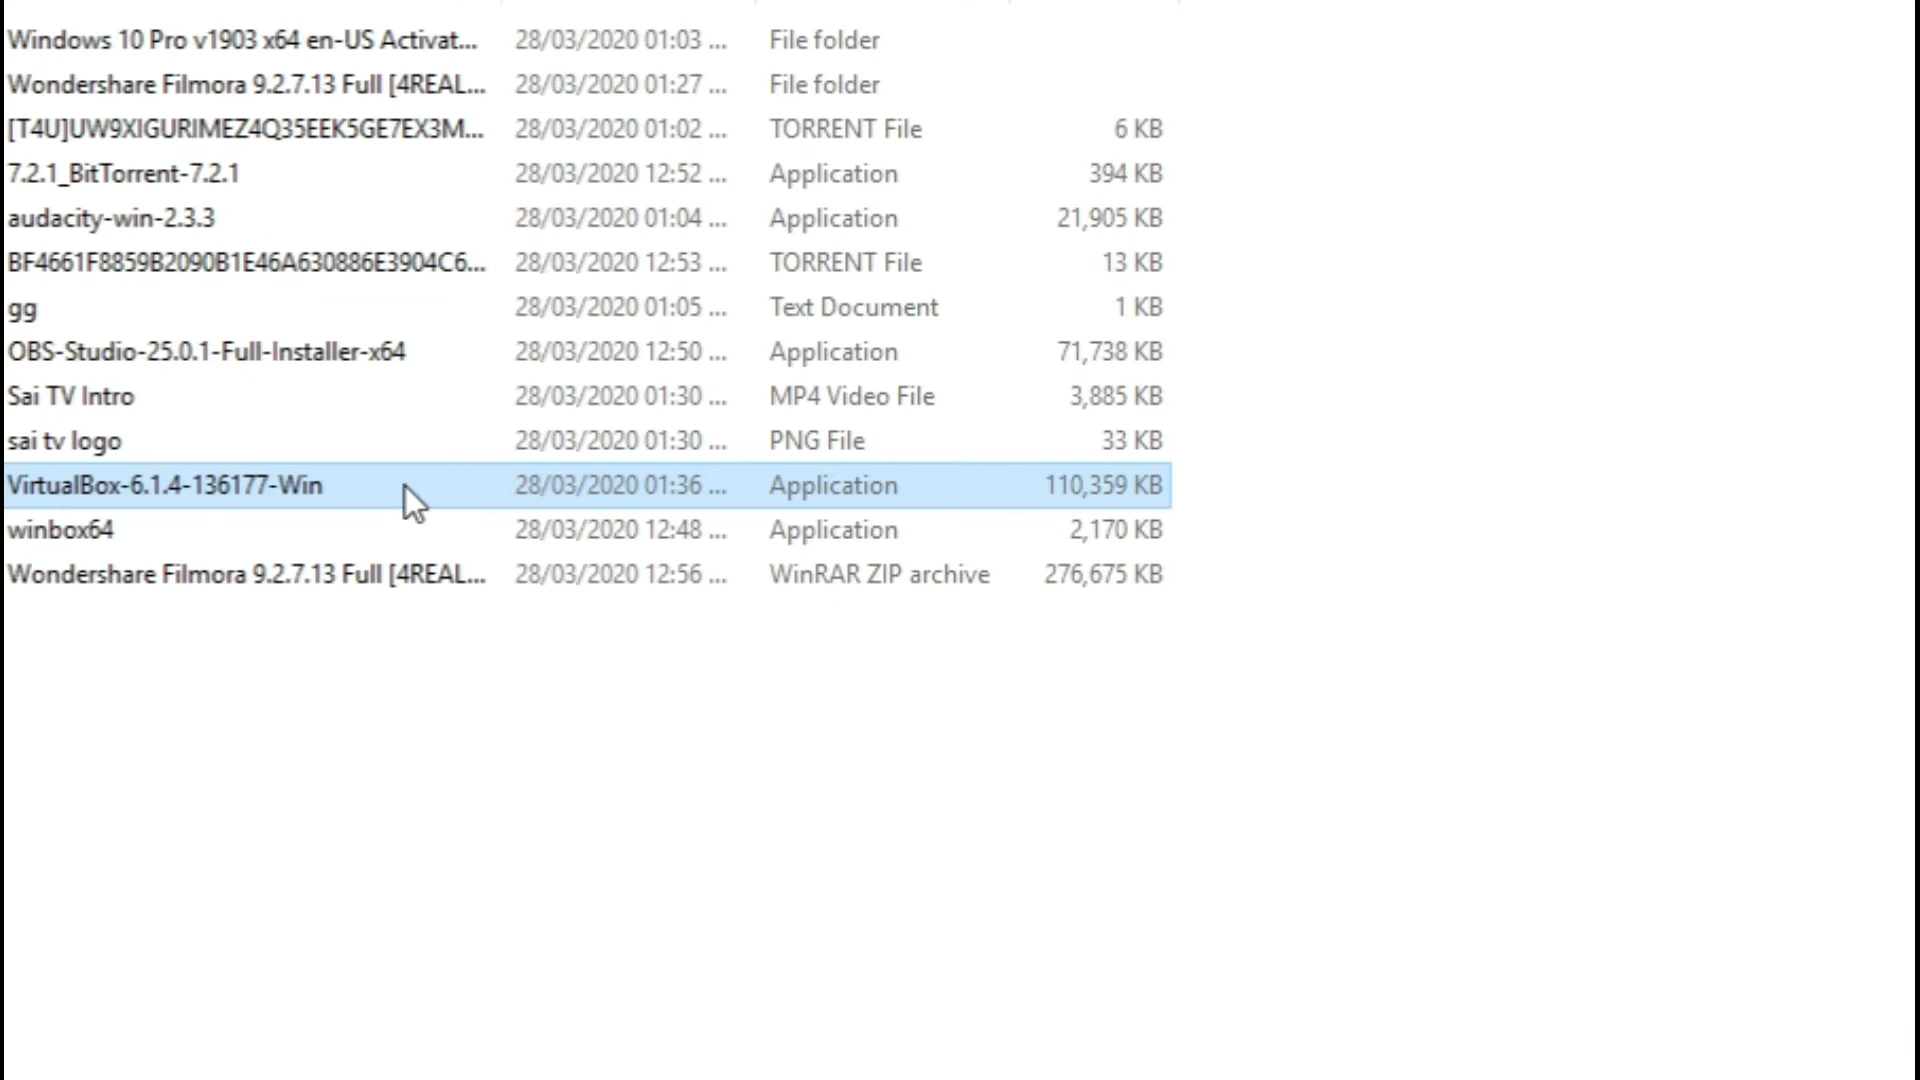 Windows 10 Pro v1903 x64 en-US Activat... 28/03/2020 01:03 ... File folder
Wondershare Filmora 9.2.7.13 Full [4REAL... 28/03/2020 01:27 ... File folder
[T4U]UW9XIGURIMEZ4Q35EEK5GE7EX3M... 28/03/2020 01:02 ... TORRENT File 6 KB
7.2.1_BitTorrent-7.2.1 28/03/2020 12:52 ... Application 394 KB
audacity-win-2.3.3 28/03/2020 01:04 ... Application 21,905 KB
BF4661F8859B2090B1E46A630886E3904C6... 28/03/2020 12:53 ... TORRENT File 13 KB
gg 28/03/2020 01:05 ... Text Document 1 KB
OBS-Studio-25.0.1-Full-Installer-x64 28/03/2020 12:50 ... Application 71,738 KB
Sai TV Intro 28/03/2020 01:30 ... MP4 Video File 3,885 KB
sai tv logo 28/03/2020 01:30 ... PNG File 33 KB
VirtualBox-6.1.4-136177-Win 28/03/2020 01:36 ... Application 110,359 KB
winbox64 28/03/2020 12:48 ... Application 2,170 KB
Wondershare Filmora 9.2.7.13 Full [4REAL... 28/03/2020 12:56 ... WinRAR ZIP archive 276,675 KB